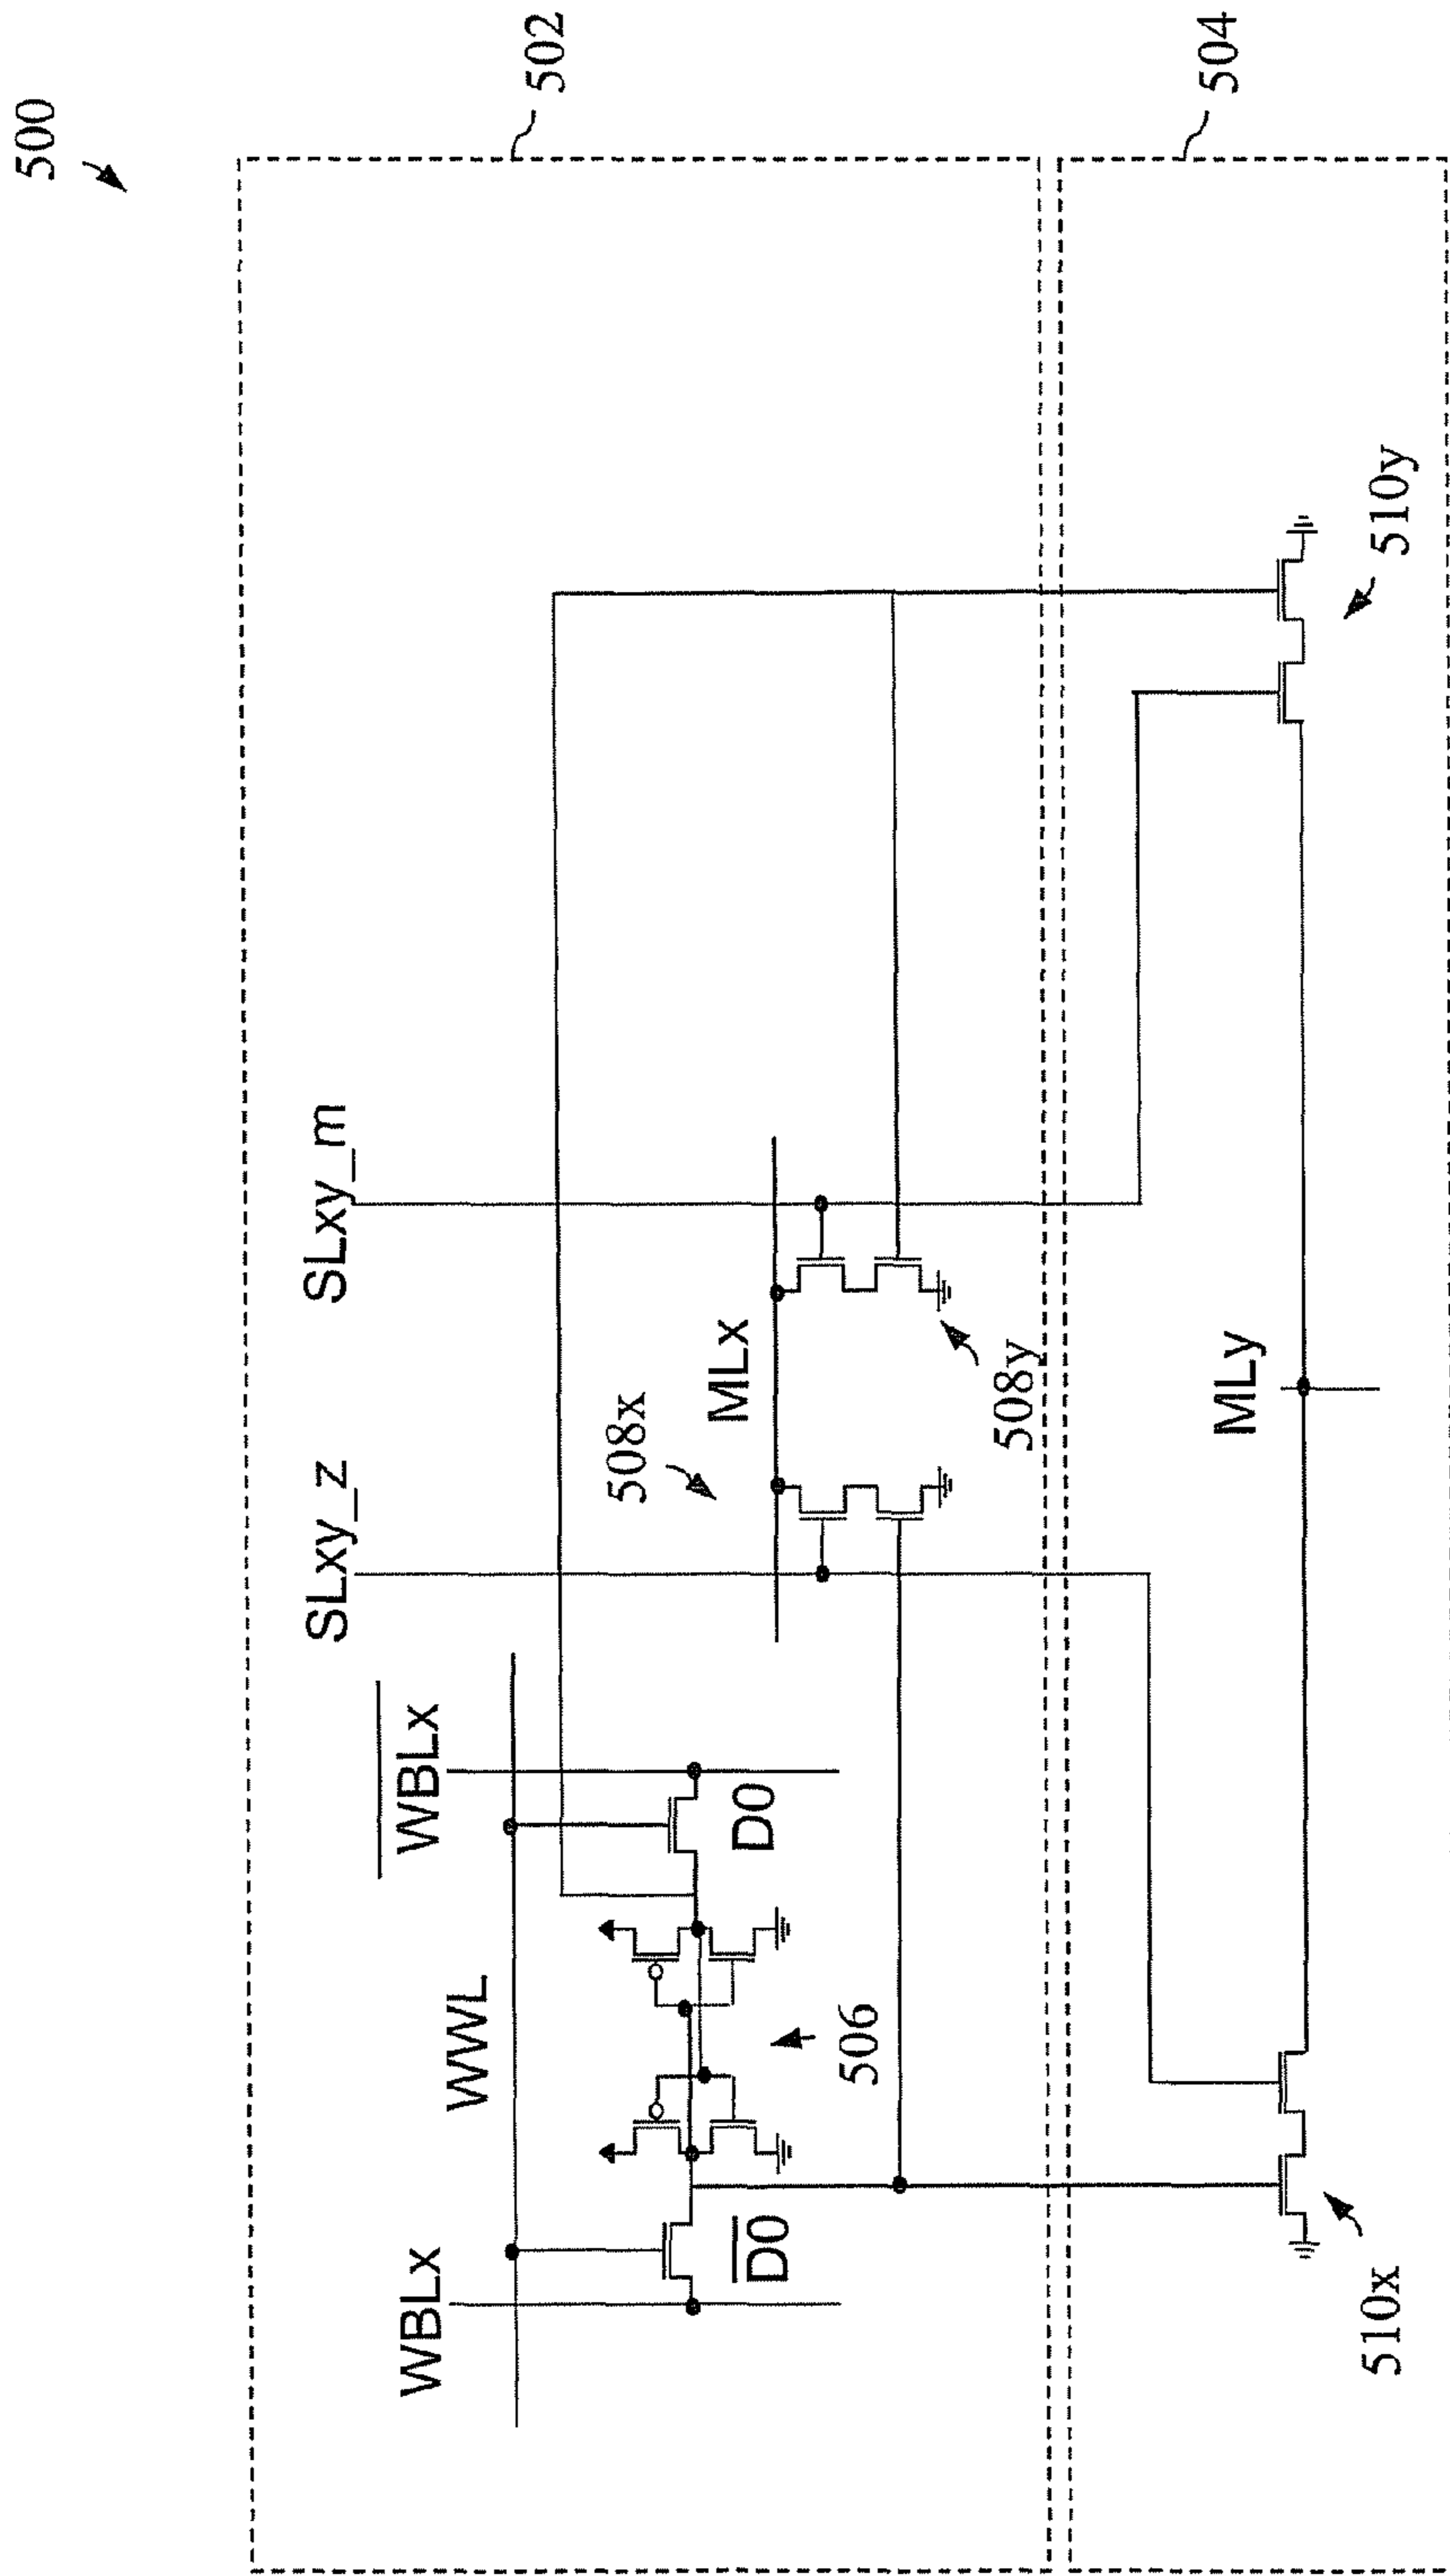 500
502
504
SLxy_z
SLxy_m
WBLx
WWL
WBLx
D0
D0
506
508x
MLx
508y
MLy
510x
510y